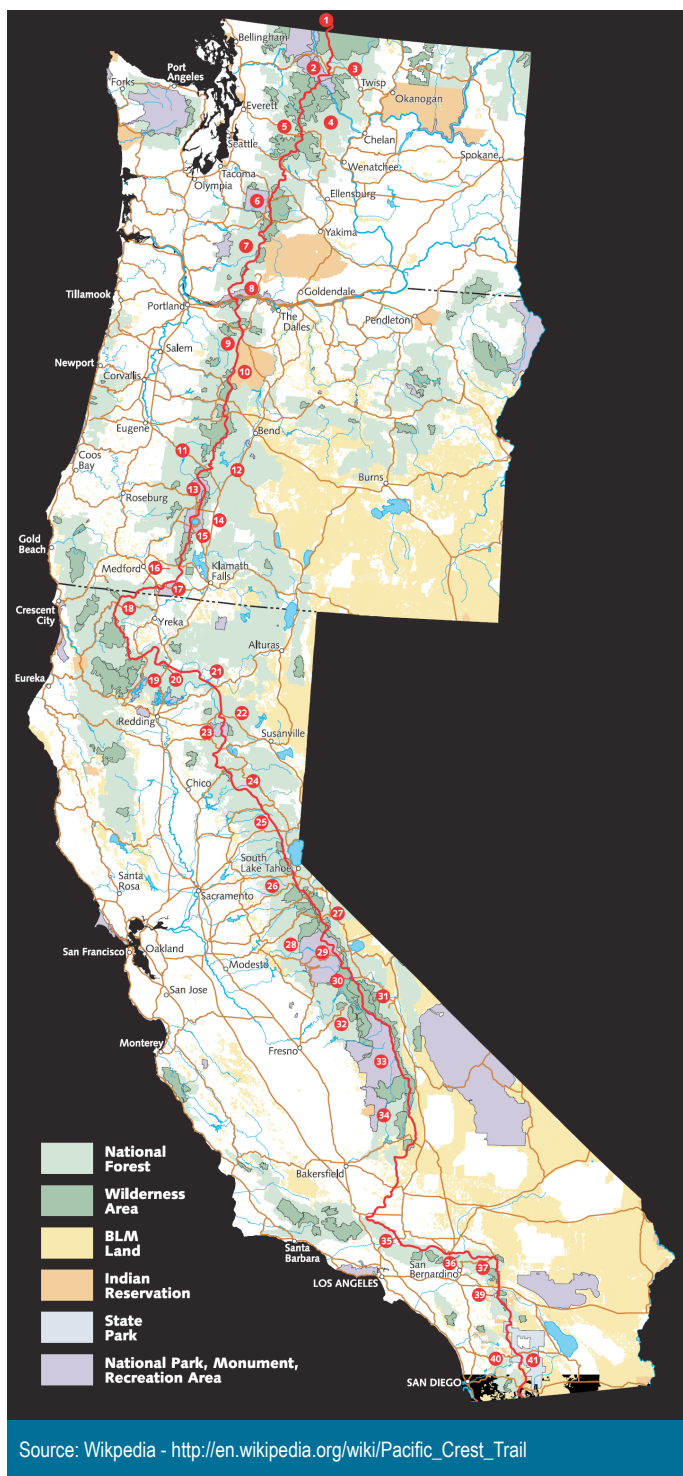 1
Bellingham
2
3
Port
Angeles
Forks
Twisp
Okanogan
Everett
4
5
Seattle
Chelan
Spokane
Wenatchee
Tacoma
Olympia
Ellensburg
6
Yakima
7
8
Goldendale
Tillamook
Portland
The
Dalles
Pendleton
9
Salem
Newport
10
Corvallis
Eugene
Bend
11
Coos
Bay
12
Burns
13
Roseburg
14
15
Gold
Beach
Medford
16
Klamath
Falls
17
Crescent
City
18
Yreka
Alturas
Eureka
19
20
21
22
Redding
23
Susanville
24
Chico
25
South
Lake Tahoe
Santa
Rosa
26
Sacramento
27
28
29
San Francisco
Oakland
Modesto
30
San Jose
31
32
Monterey
Fresno
33
34
National
Forest
Wilderness
Area
Bakersfield
BLM
Land
35
Santa
Barbara
36
San
Bernardino
37
LOS ANGELES
Indian
Reservation
39
State
Park
40
41
National Park, Monument,
Recreation Area
SAN DIEGO
Source: Wikpedia - http://en.wikipedia.org/wiki/Pacific_Crest_Trail